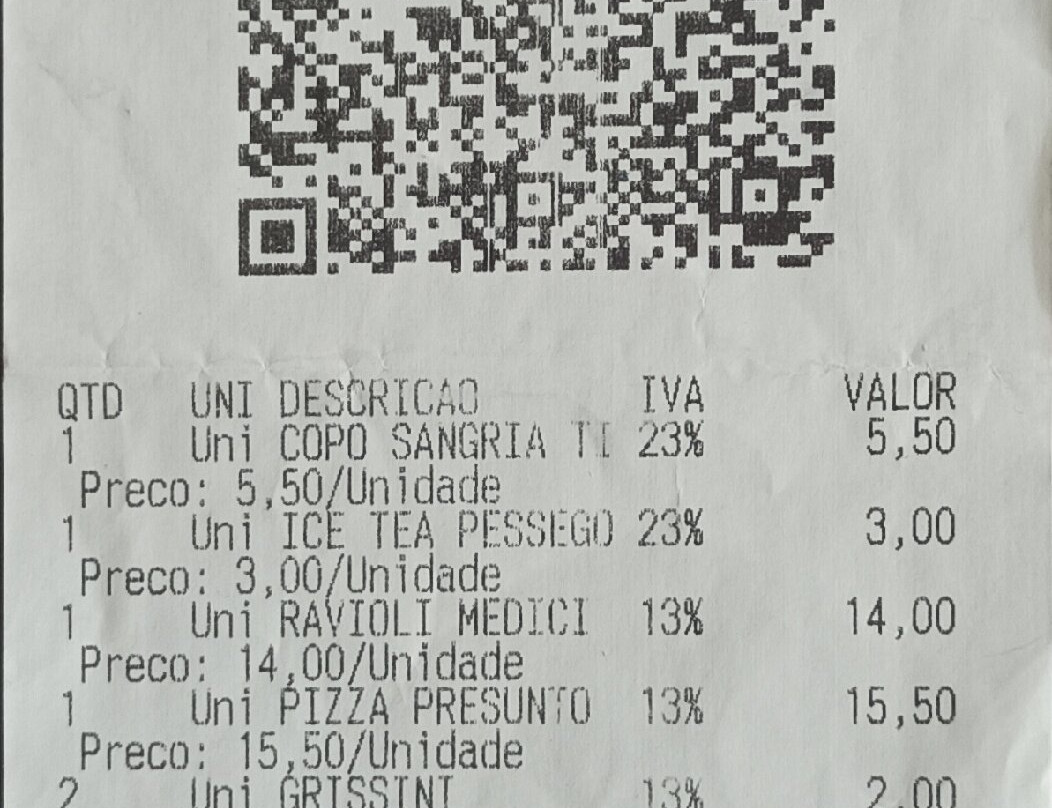 QTD UNI DESCRICAO IVA VALOR
1 Uni COPO SANGRIA TI 23% 5,50
Preco: 5,50/Unidade
1 Uni ICE TEA PESSEGO 23% 3,00
Preco: 3,00/Unidade
1 Uni RAVIOLI MEDICI 13% 14,00
Preco: 14,00/Unidade
1 Uni PIZZA PRESUNTO 13% 15,50
Preco: 15,50/Unidade
2 Uni GRISSINI 13% 2,00